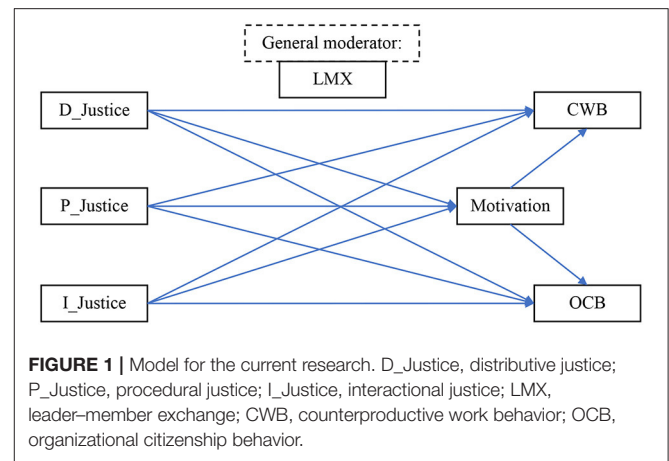 General moderator:
LMX
D_Justice
CWB
P_Justice
Motivation
I_Justice
OCB
FIGURE 1 | Model for the current research. D_Justice, distributive justice;
P_Justice, procedural justice; I_Justice, interactional justice; LMX,
leader–member exchange; CWB, counterproductive work behavior; OCB,
organizational citizenship behavior.